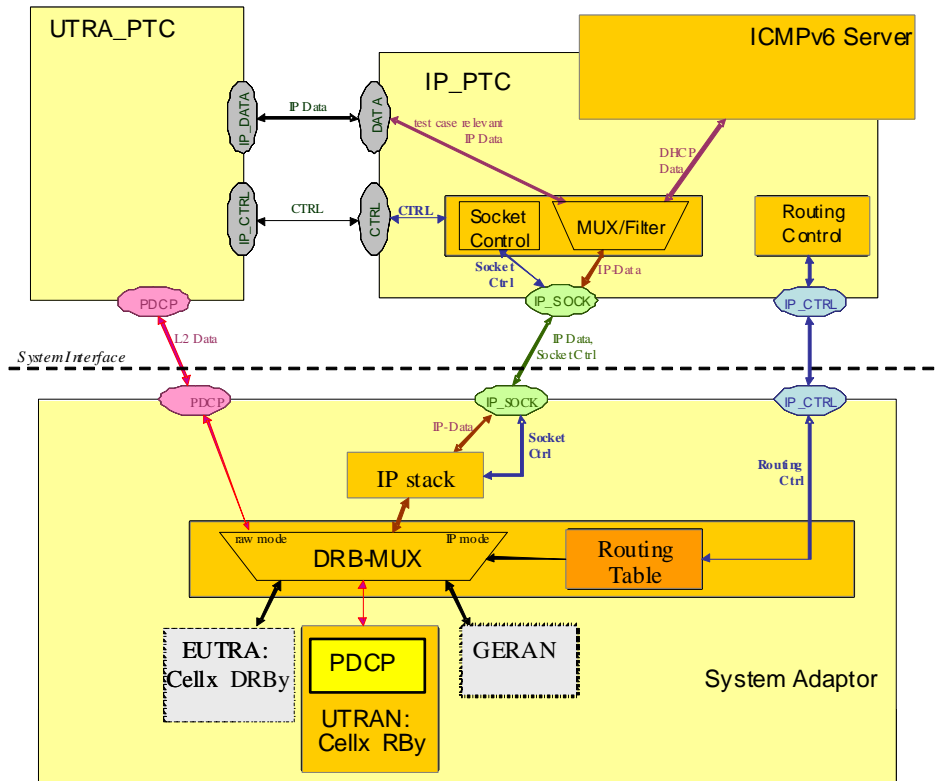 UTRA_PTC
ICMPv6 Server
IP_PTC
IP_DATA
IP Data
DATA
test case relevant
IP Data
DHCP
Data
IP_CTRL
CTRL
CTRL
CTRL
Socket
Control
MUX/Filter
Routing
Control
Socket
Ctrl
IP-Data
PDCP
IP_SOCK
IP_CTRL
L2 Data
IP Data,
Socket Ctrl
System Interface
PDCP
IP_SOCK
IP_CTRL
IP-Data
Socket
Ctrl
IP stack
Routing
Ctrl
raw mode
IP mode
DRB-MUX
Routing
Table
EUTRA:
Cellx DRBy
PDCP
UTRAN:
Cellx RBy
GERAN
System Adaptor